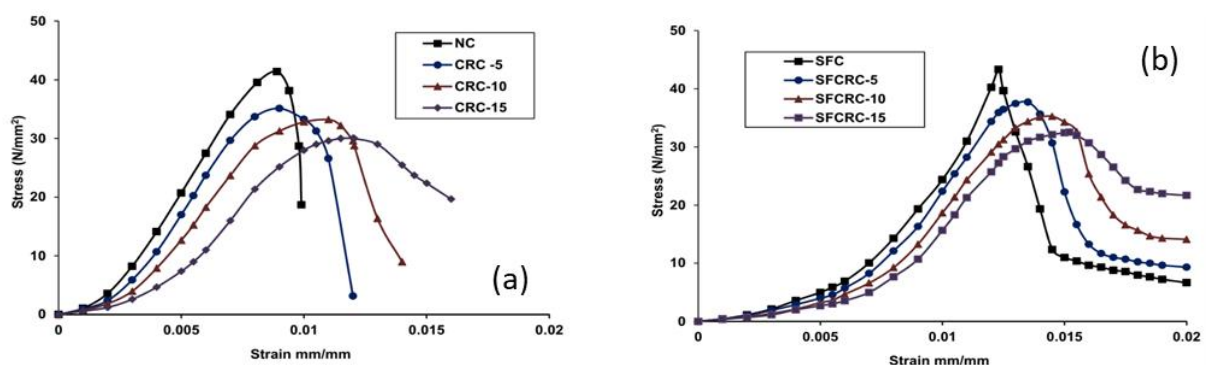 50
40
30
20
10
0
Stress (N/mm²)
0
0.005
0.01
0.015
0.02
Strain mm/mm
NC
CRC -5
CRC-10
CRC-15
(a)
50
40
30
20
10
0
Stress (N/mm²)
0
0.005
0.01
0.015
0.02
Strain mm/mm
SFC
SFCRC-5
SFCRC-10
SFCRC-15
(b)